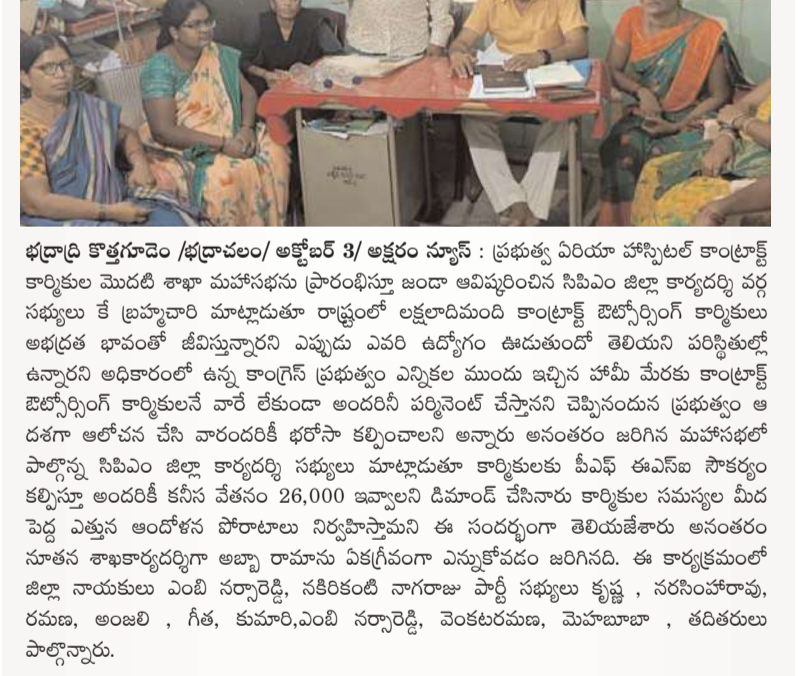 భద్రాద్రి కొత్తగూడెం /భద్రాచలం/ అక్టోబర్ 3/ అక్షరం న్యూస్ : ప్రభుత్వ ఏరియా హాస్పిటల్ కాంట్రాక్ట్
కార్మికుల మొదటి శాఖా మహాసభను ప్రారంభిస్తూ జండా ఆవిష్కరించిన సిపిఎం జిల్లా కార్యదర్శి వర్గ
సభ్యులు కే బ్రహ్మచారి మాట్లాడుతూ రాష్ట్రంలో లక్షలాదిమంది కాంట్రాక్ట్ ఔట్సోర్సింగ్ కార్మికులు
అభద్రత భావంతో జీవిస్తున్నారని ఎప్పుడు ఎవరి ఉద్యోగం ఊడుతుందో తెలియని పరిస్థితుల్లో
ఉన్నారని అధికారంలో ఉన్న కాంగ్రెస్ ప్రభుత్వం ఎన్నికల ముందు ఇచ్చిన హామీ మేరకు కాంట్రాక్ట్
ఔట్సోర్సింగ్ కార్మికులనే వారే లేకుండా అందరినీ పర్మినెంట్ చేస్తానని చెప్పినందున ప్రభుత్వం ఆ
దశగా ఆలోచన చేసి వారందరికీ భరోసా కల్పించాలని అన్నారు అనంతరం జరిగిన మహాసభలో
పాల్గొన్న సిపిఎం జిల్లా కార్యదర్శి సభ్యులు మాట్లాడుతూ కార్మికులకు పీఎఫ్ ఈఎస్ఐ సౌకర్యం
కల్పిస్తూ అందరికీ కనీస వేతనం 26,000 ఇవ్వాలని డిమాండ్ చేసినారు కార్మికుల సమస్యల మీద
పెద్ద ఎత్తున ఆందోళన పోరాటాలు నిర్వహిస్తామని ఈ సందర్భంగా తెలియజేశారు అనంతరం
నూతన శాఖకార్యదర్శిగా అబ్బా రామాను ఏకగ్రీవంగా ఎన్నుకోవడం జరిగినది. ఈ కార్యక్రమంలో
జిల్లా నాయకులు ఎంబి నర్సారెడ్డి, నకిరికంటి నాగరాజు పార్టీ సభ్యులు కృష్ణ , నరసింహారావు,
రమణ, అంజలి , గీత, కుమారి,ఎంబి నర్సారెడ్డి, వెంకటరమణ, మెహబూబా , తదితరులు
పాల్గొన్నారు.